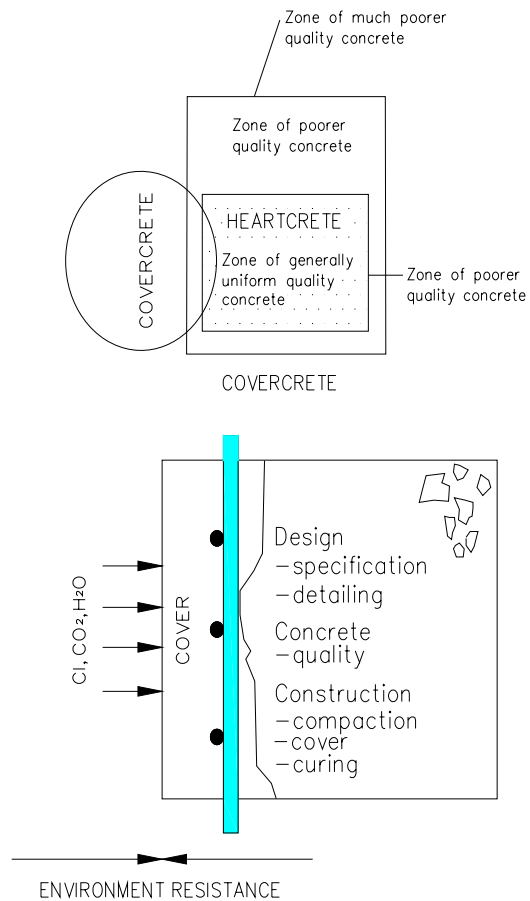 Zone of much poorer
quality concrete
Zone of poorer
quality concrete
COVERCRETE
HEARTCRETE
Zone of generally
uniform quality
concrete
Zone of poorer
quality concrete
COVERCRETE
Cl,CO₂,H₂O
COVER
Design
-specification
-detailing
Concrete
-quality
Construction
-compaction
-cover
-curing
ENVIRONMENT RESISTANCE